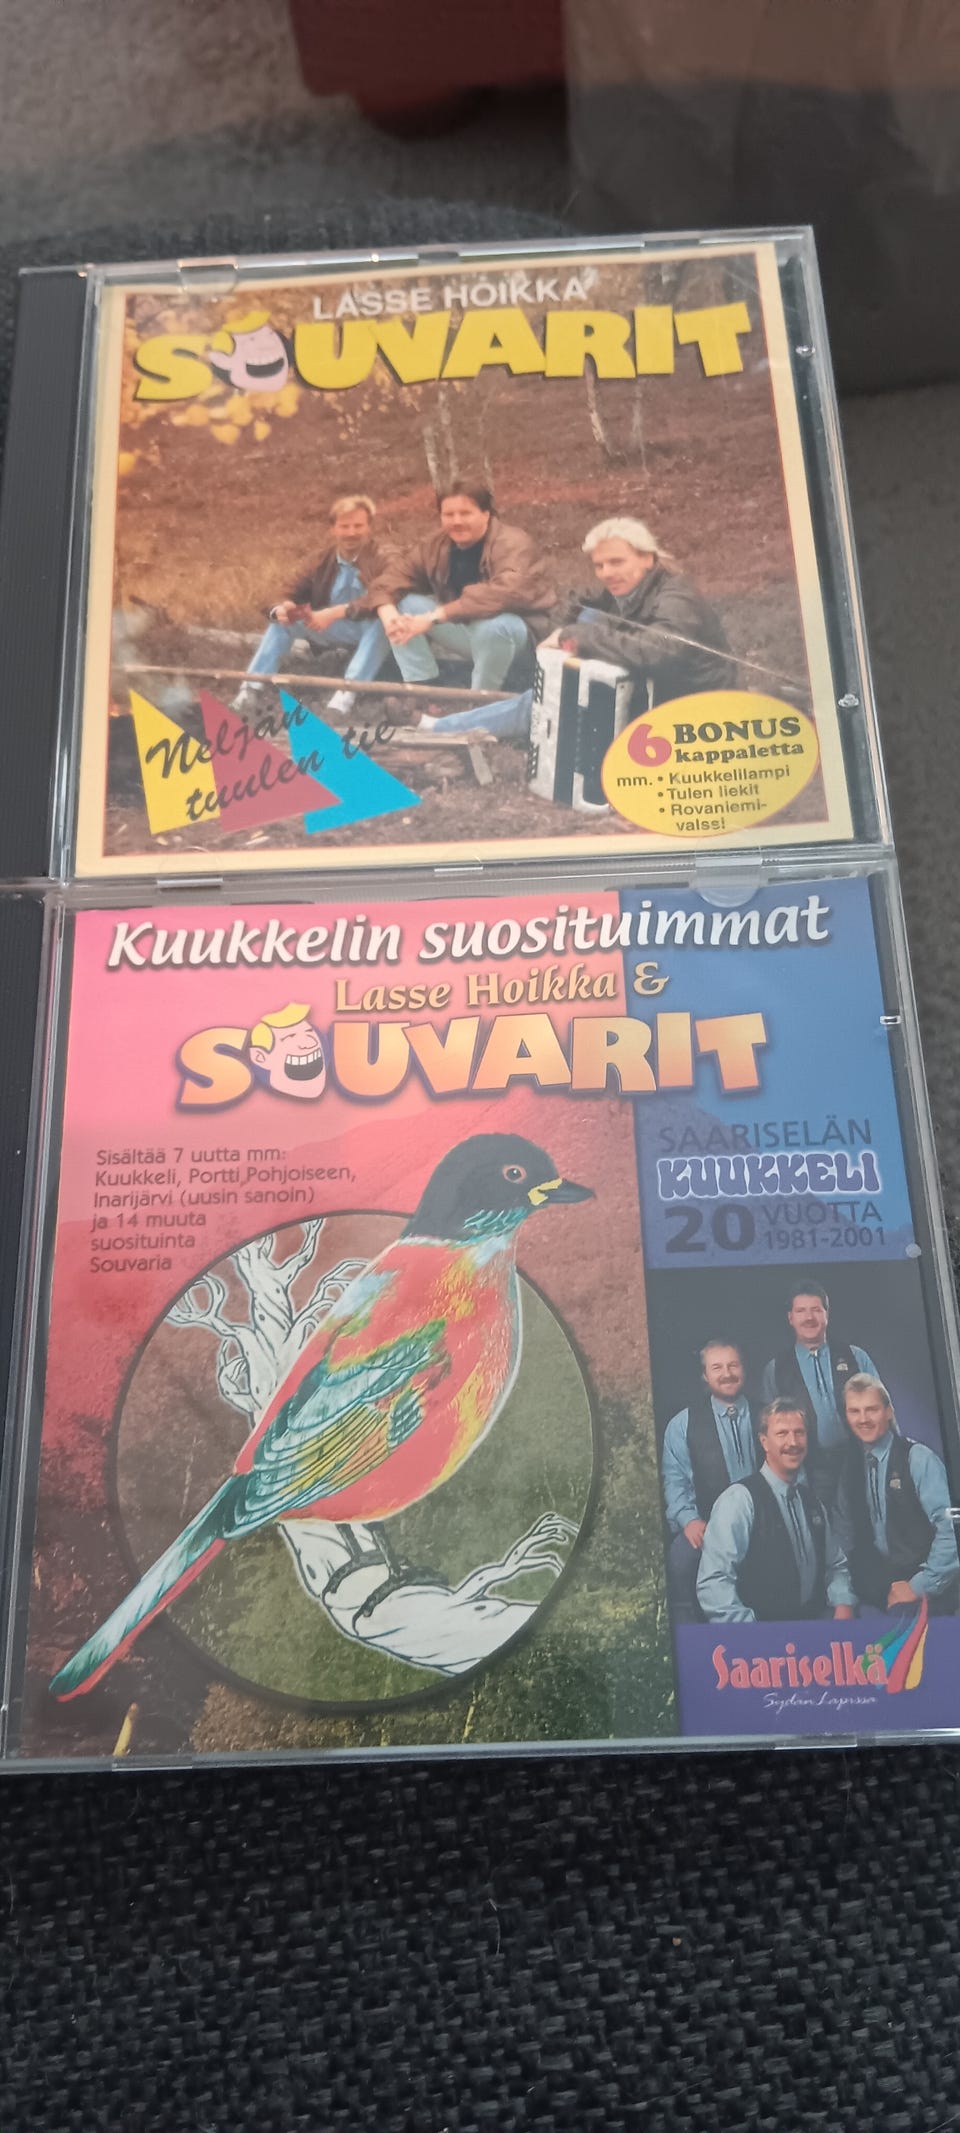 LASSE HOIKKA
SOUVARIT
Neljän
tuulen tie
6 BONUS
kappaletta
mm. • Kuukkelilampi
• Tulen liekit
• Rovaniemi-
valssi
Kuukkelin suosituimmat
Lasse Hoikka &
SOUVARIT
Sisältää 7 uutta mm:
Kuukkeli, Portti Pohjoiseen,
Inarijärvi (uusin sanoin)
ja 14 muuta
suosituinta
Souvaria
SAARISELÄN
KUUKKELI
20 VUOTTA
1981-2001
Saariselkä
Sydän Lapissa